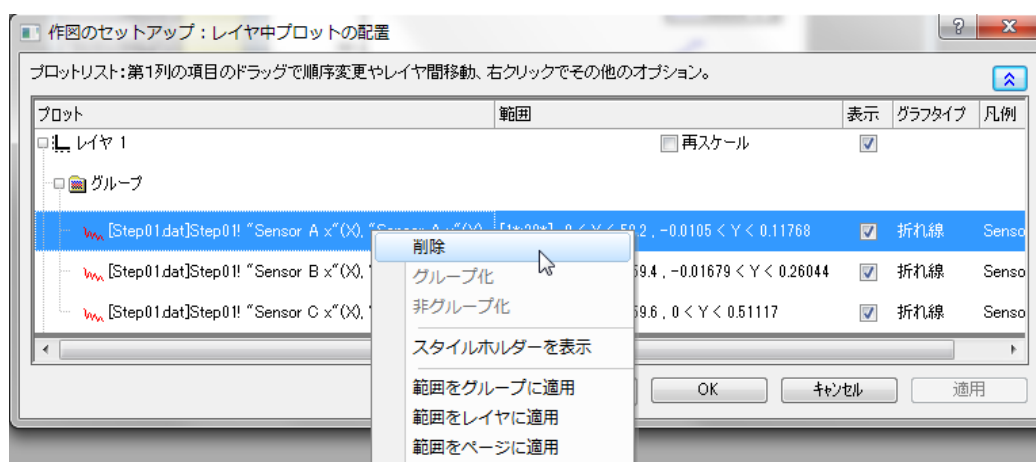 作図のセットアップ：レイヤ中プロットの配置
プロットリスト：第1列の項目のドラッグで順序変更やレイヤ間移動、右クリックでその他のオプション。
プロット 範囲 表示 グラフタイプ 凡例
レイヤ 1 再スケール
グループ
[Step01.dat]Step01! "Sensor A x"(X), [1*:20*] , -0.0105 < Y < 0.11768 折れ線 Senso
削除
[Step01.dat]Step01! "Sensor B x"(X), 59.4 , -0.01679 < Y < 0.26044 折れ線 Senso
グループ化
非グループ化
[Step01.dat]Step01! "Sensor C x"(X), 59.6 , 0 < Y < 0.51117 折れ線 Senso
スタイルホルダーを表示
範囲をグループに適用
OK キャンセル 適用
範囲をレイヤに適用
範囲をページに適用